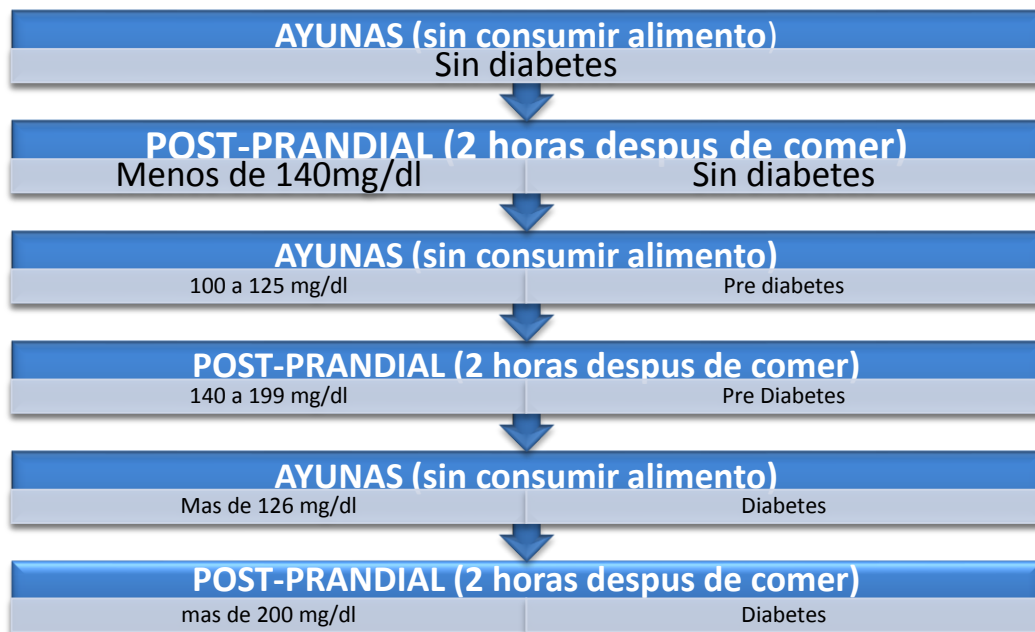 AYUNAS (sin consumir alimento)
Sin diabetes
POST-PRANDIAL (2 horas despus de comer)
Menos de 140mg/dl Sin diabetes
AYUNAS (sin consumir alimento)
100 a 125 mg/dl Pre diabetes
POST-PRANDIAL (2 horas despus de comer)
140 a 199 mg/dl Pre Diabetes
AYUNAS (sin consumir alimento)
Mas de 126 mg/dl Diabetes
POST-PRANDIAL (2 horas despus de comer)
mas de 200 mg/dl Diabetes